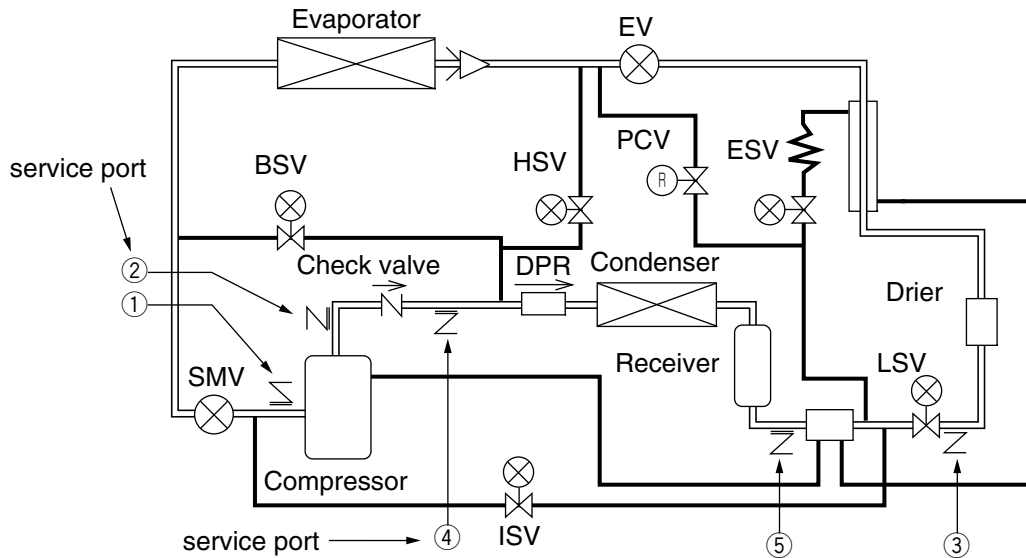 Evaporator
EV
PCV
ESV
HSV
BSV
service port
R
②
Check valve
DPR
Condenser
①
Drier
SMV
Receiver
LSV
Compressor
ISV
service port
④
⑤
③